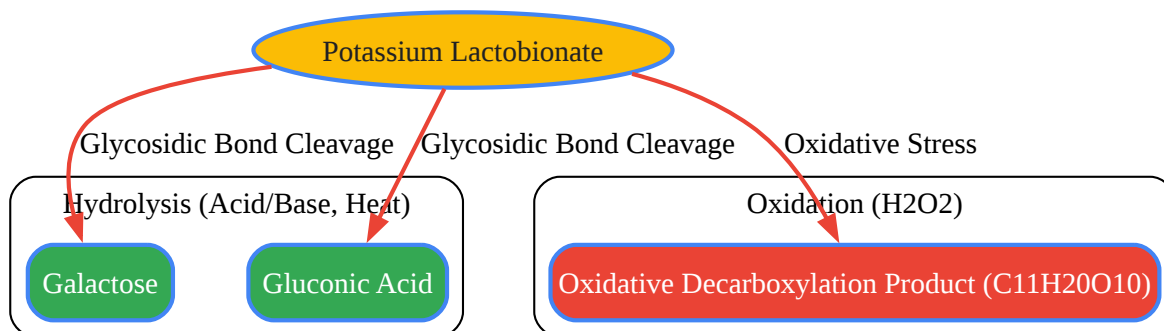 Potassium Lactobionate
Glycosidic Bond Cleavage
Glycosidic Bond Cleavage
Oxidative Stress
Hydrolysis (Acid/Base, Heat)
Oxidation (H2O2)
Galactose
Gluconic Acid
Oxidative Decarboxylation Product (C11H20O10)